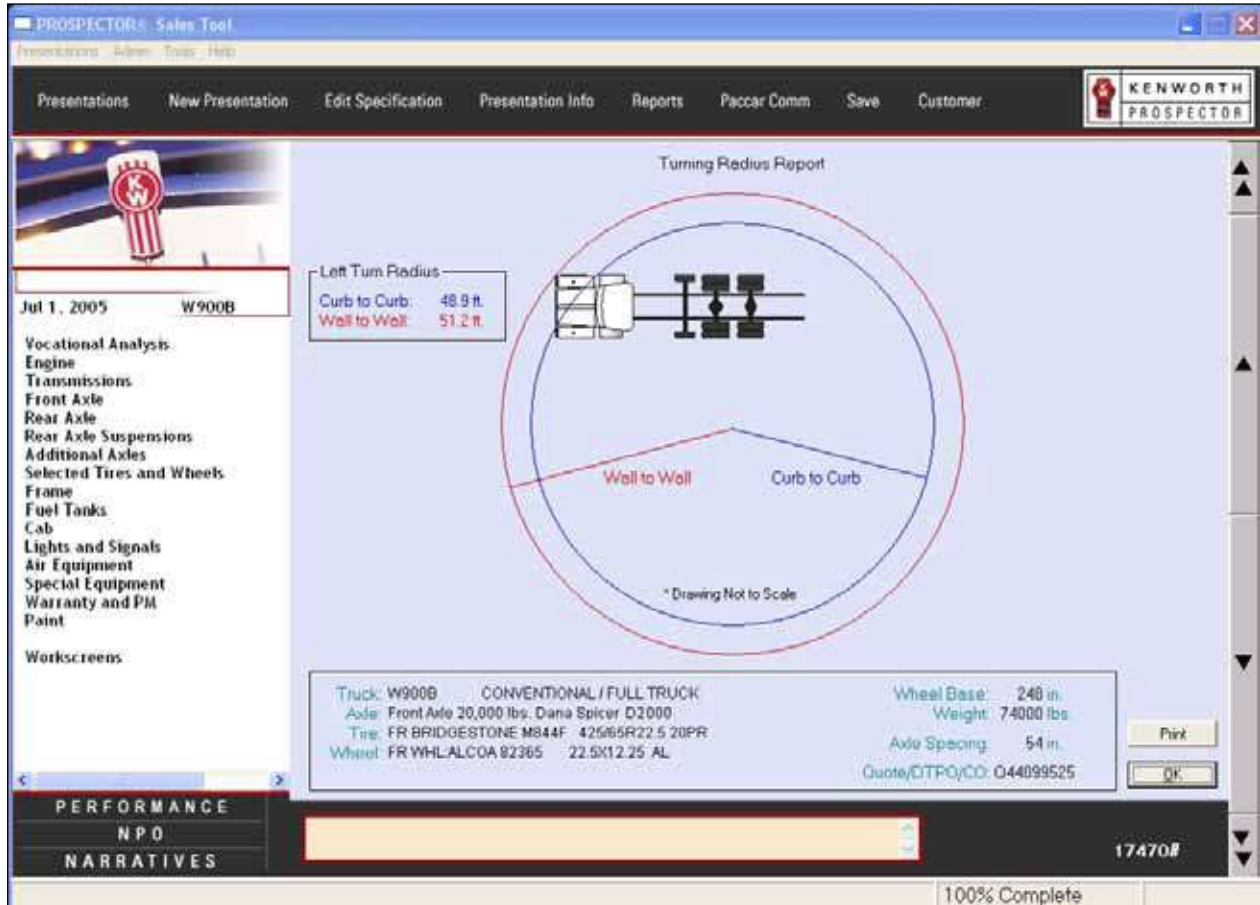 PROSPECTOR® Sales Tool
Presentations Admin Tools Help
Presentations New Presentation Edit Specification Presentation Info Reports Paccar Comm Save Customer
KENWORTH
PROSPECTOR
KW
Jul 1, 2005 W900B
Vocational Analysis
Engine
Transmissions
Front Axle
Rear Axle
Rear Axle Suspensions
Additional Axles
Selected Tires and Wheels
Frame
Fuel Tanks
Cab
Lights and Signals
Air Equipment
Special Equipment
Warranty and PM
Paint
Workscreens
PERFORMANCE
NPO
NARRATIVES
Turning Radius Report
Left Turn Radius
Curb to Curb: 48.9 ft.
Wall to Wall: 51.2 ft.
Wall to Wall
Curb to Curb
* Drawing Not to Scale
Truck: W900B CONVENTIONAL / FULL TRUCK
Axle: Front Axle 20,000 lbs. Dana Spicer D2000
Tire: FR BRIDGESTONE M844F 425/65R22.5 20PR
Wheel: FR WHL:ALCOA 82365 22.5X12.25 AL
Wheel Base: 248 in.
Weight: 74000 lbs.
Axle Spacing: 54 in.
Quote/DTPO/CO: Q44099525
Print
OK
17470#
100% Complete